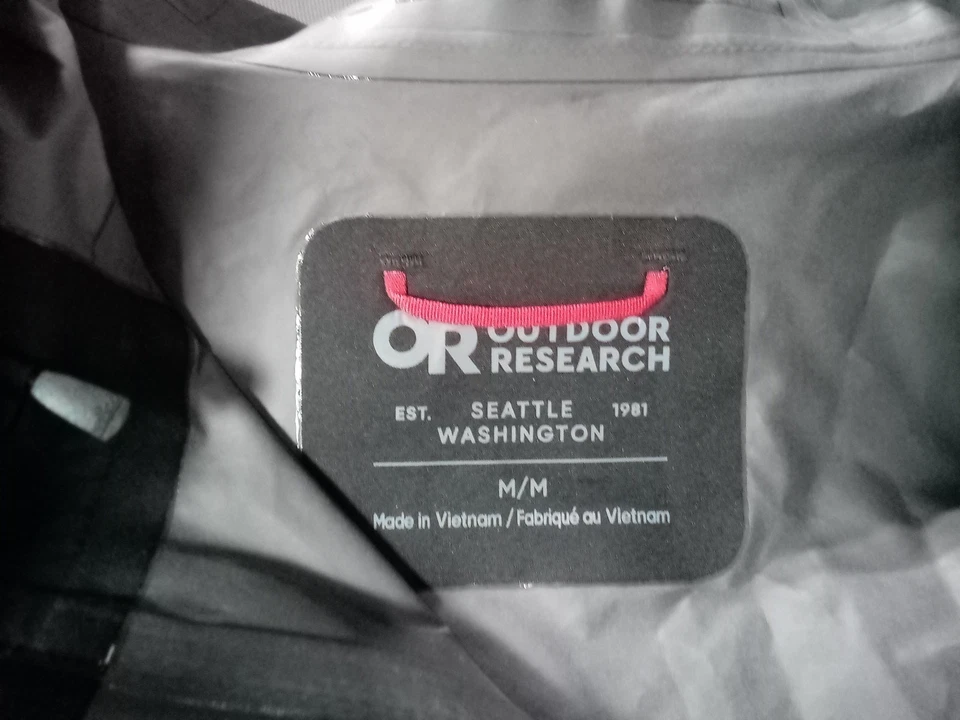 OR OUTDOOR
RESEARCH
EST. SEATTLE 1981
WASHINGTON
M/M
Made in Vietnam / Fabriqué au Vietnam